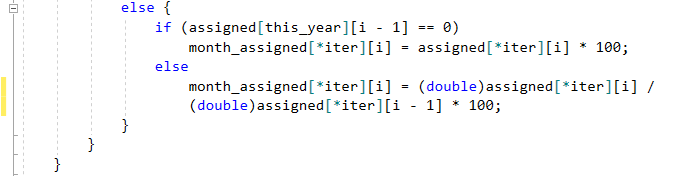 else {
if (assigned[this_year][i - 1] == 0)
month_assigned[*iter][i] = assigned[*iter][i] * 100;
else
month_assigned[*iter][i] = (double)assigned[*iter][i] /
(double)assigned[*iter][i - 1] * 100;
}
}
}